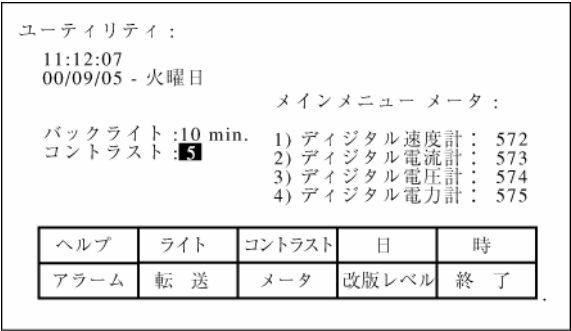 ユーティリティ：
11:12:07
00/09/05 - 火曜日
メインメニュー メータ：
バックライト :10 min.
コントラスト :5
1) ディジタル速度計： 572
2) ディジタル電流計： 573
3) ディジタル電圧計： 574
4) ディジタル電力計： 575
ヘルプ ライト コントラスト 日 時
アラーム 転 送 メータ 改版レベル 終 了
.